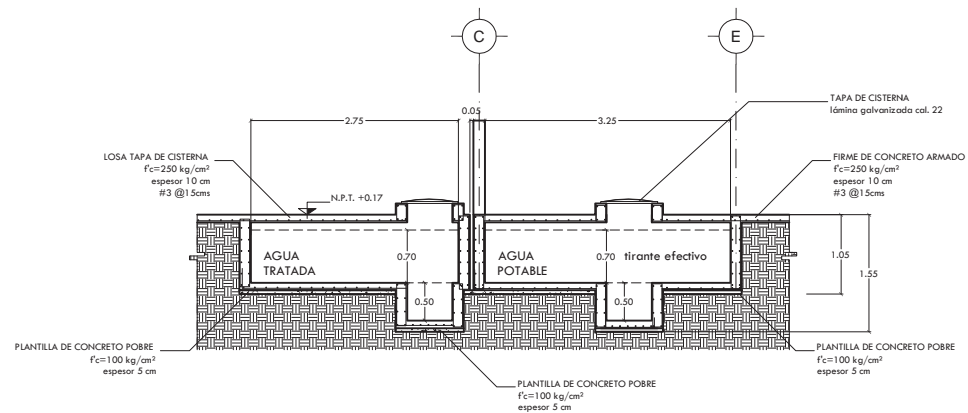 C
E
0.05
2.75
3.25
TAPA DE CISTERNA
lámina galvanizada cal. 22
LOSA TAPA DE CISTERNA
f'c=250 kg/cm²
espesor 10 cm
#3 @15cms
N.P.T. +0.17
FIRME DE CONCRETO ARMADO
f'c=250 kg/cm²
espesor 10 cm
#3 @15cms
AGUA
TRATADA
0.70
AGUA
POTABLE
0.70
tirante efectivo
1.05
1.55
0.50
0.50
PLANTILLA DE CONCRETO POBRE
f'c=100 kg/cm²
espesor 5 cm
PLANTILLA DE CONCRETO POBRE
f'c=100 kg/cm²
espesor 5 cm
PLANTILLA DE CONCRETO POBRE
f'c=100 kg/cm²
espesor 5 cm